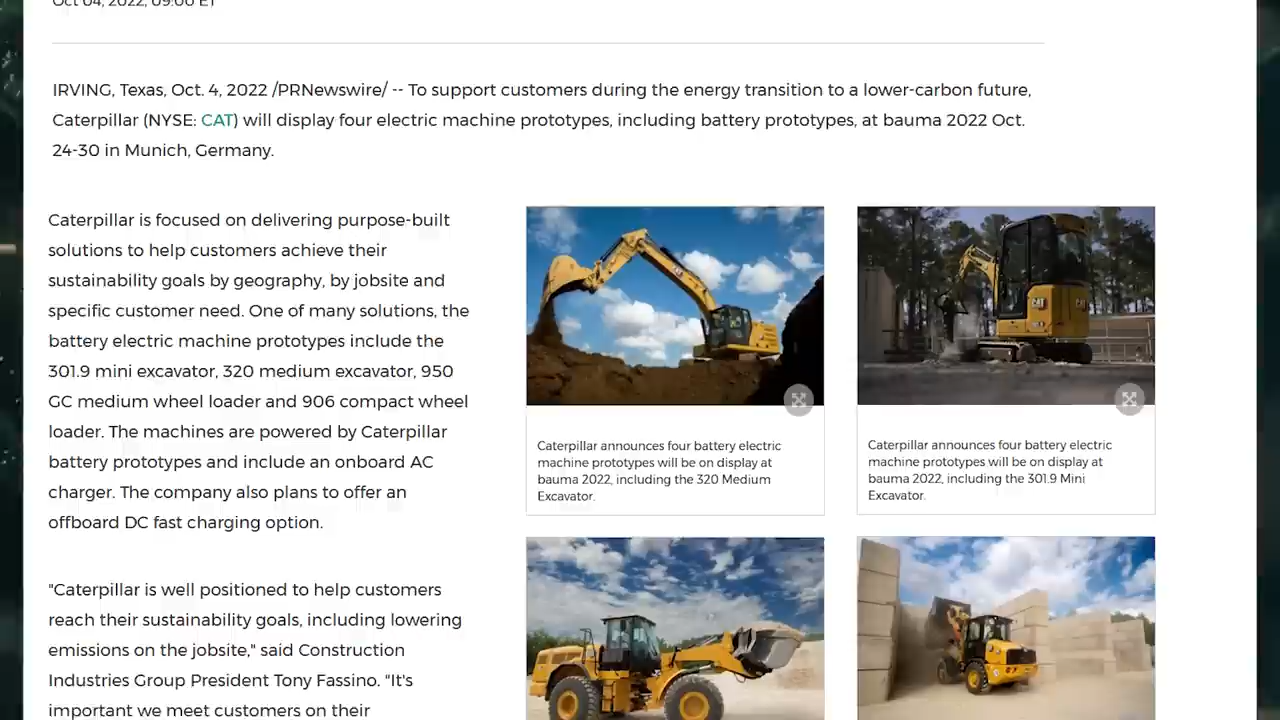 Oct 04, 2022, 09:00 ET
IRVING, Texas, Oct. 4, 2022 /PRNewswire/ -- To support customers during the energy transition to a lower-carbon future,
Caterpillar (NYSE: CAT) will display four electric machine prototypes, including battery prototypes, at bauma 2022 Oct.
24-30 in Munich, Germany.
Caterpillar is focused on delivering purpose-built
solutions to help customers achieve their
sustainability goals by geography, by jobsite and
specific customer need. One of many solutions, the
battery electric machine prototypes include the
301.9 mini excavator, 320 medium excavator, 950
GC medium wheel loader and 906 compact wheel
loader. The machines are powered by Caterpillar
battery prototypes and include an onboard AC
charger. The company also plans to offer an
offboard DC fast charging option.
"Caterpillar is well positioned to help customers
reach their sustainability goals, including lowering
emissions on the jobsite," said Construction
Industries Group President Tony Fassino. "It's
important we meet customers on their
Caterpillar announces four battery electric
machine prototypes will be on display at
bauma 2022, including the 320 Medium
Excavator.
CAT
CAT
Caterpillar announces four battery electric
machine prototypes will be on display at
bauma 2022, including the 301.9 Mini
Excavator.